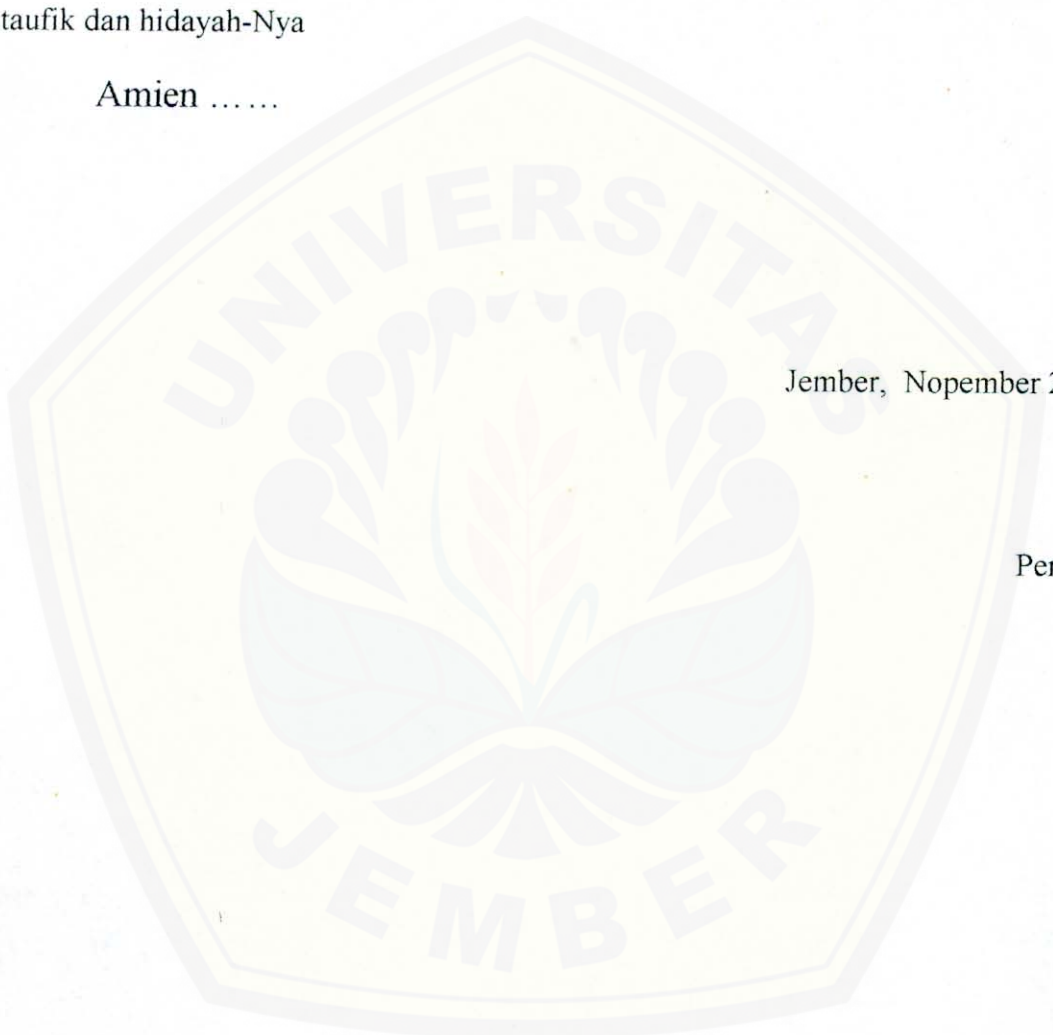 taufik dan hidayah-Nya
Amien ......
UNIVERSITAS
Jember, Nopember 2
Per
JEMBER